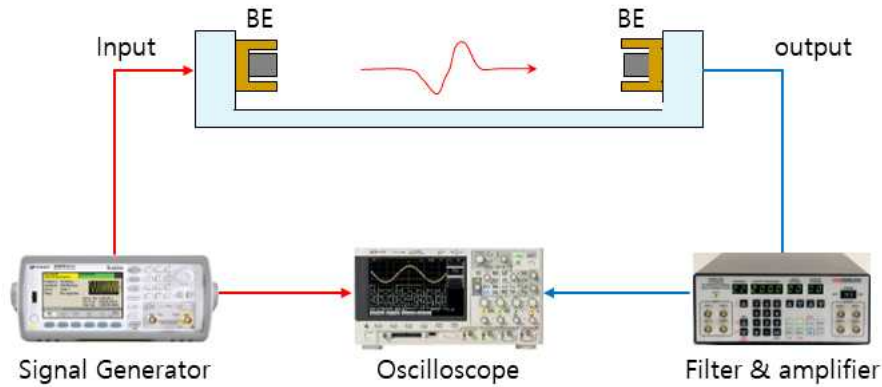 BE
BE
Input
output
Signal Generator
Oscilloscope
Filter & amplifier